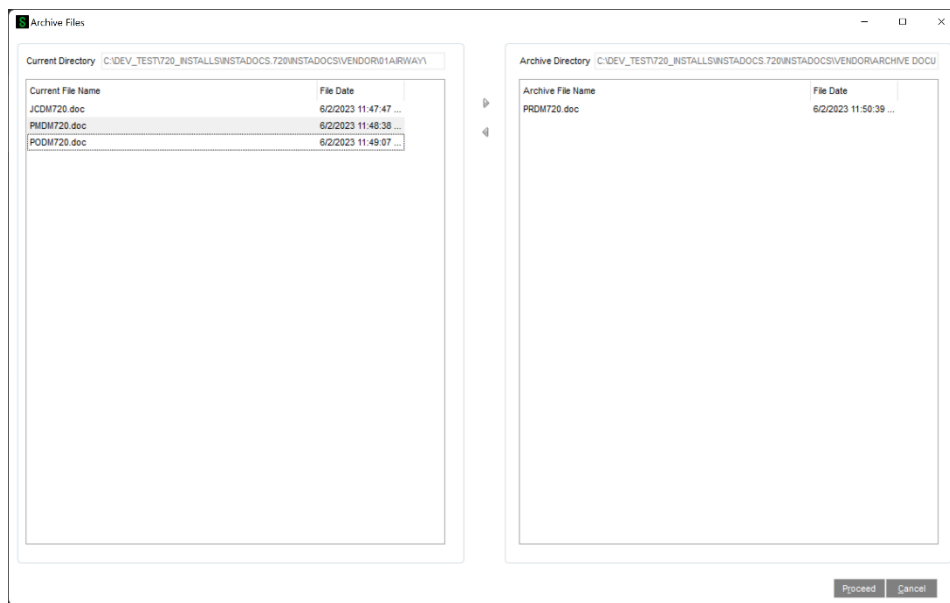 S Archive Files
Current Directory C:\DEV_TEST\720_INSTALLS\INSTADOCS.720\INSTADOCS\VENDOR\01AIRWAY\
Current File Name File Date
JCDM720.doc 6/2/2023 11:47:47 ...
PMDM720.doc 6/2/2023 11:48:38 ...
PODM720.doc 6/2/2023 11:49:07 ...
Archive Directory C:\DEV_TEST\720_INSTALLS\INSTADOCS.720\INSTADOCS\VENDOR\ARCHIVE DOCU
Archive File Name File Date
PRDM720.doc 6/2/2023 11:50:39 ...
Proceed Cancel